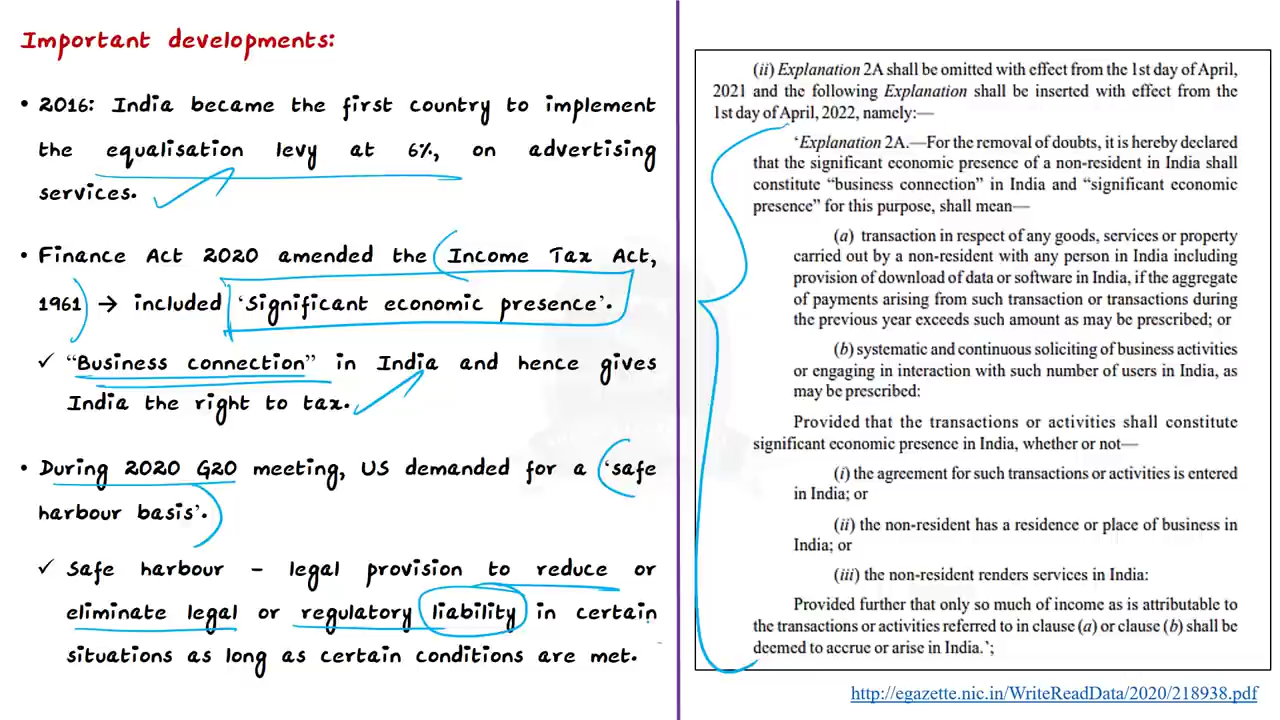 Important developments:
• 2016: India became the first country to implement
the equalisation levy at 6%, on advertising
services.
• Finance Act 2020 amended the Income Tax Act,
1961 → included 'Significant economic presence'.
✓ "Business connection" in India and hence gives
India the right to tax.
• During 2020 G20 meeting, US demanded for a 'safe
harbour basis'.
✓ Safe harbour – legal provision to reduce or
eliminate legal or regulatory liability in certain
situations as long as certain conditions are met.
(ii) Explanation 2A shall be omitted with effect from the 1st day of April,
2021 and the following Explanation shall be inserted with effect from the
1st day of April, 2022, namely:—
'Explanation 2A.—For the removal of doubts, it is hereby declared
that the significant economic presence of a non-resident in India shall
constitute "business connection" in India and "significant economic
presence" for this purpose, shall mean—
(a) transaction in respect of any goods, services or property
carried out by a non-resident with any person in India including
provision of download of data or software in India, if the aggregate
of payments arising from such transaction or transactions during
the previous year exceeds such amount as may be prescribed; or
(b) systematic and continuous soliciting of business activities
or engaging in interaction with such number of users in India, as
may be prescribed:
Provided that the transactions or activities shall constitute
significant economic presence in India, whether or not—
(i) the agreement for such transactions or activities is entered
in India; or
(ii) the non-resident has a residence or place of business in
India; or
(iii) the non-resident renders services in India:
Provided further that only so much of income as is attributable to
the transactions or activities referred to in clause (a) or clause (b) shall be
deemed to accrue or arise in India.';
http://egazette.nic.in/WriteReadData/2020/218938.pdf